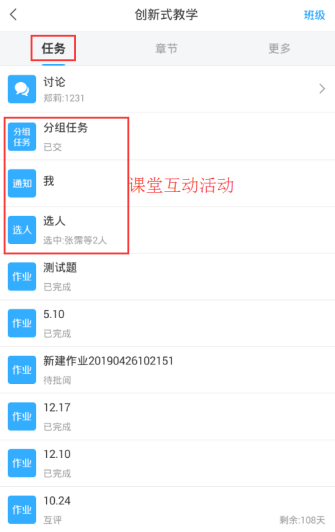 创新式教学 班级
任务 章节 更多
讨论
郑莉:1231
分组任务 分组任务
已交
通知 我
课堂互动活动
选人 选人
选中:张霭等2人
测试题
作业
已完成
5.10
作业
已完成
新建作业20190426102151
作业
待批阅
12.17
作业
已完成
12.10
作业
已完成
10.24
作业
互评 剩余:108天